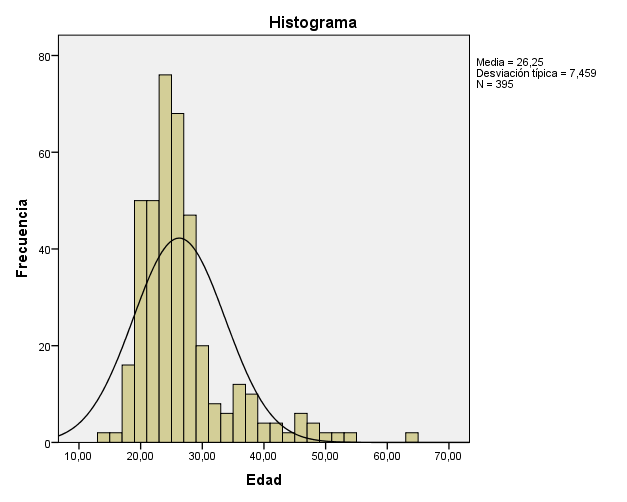 Histograma
Media = 26,25
Desviación típica = 7,459
N = 395
80
60
40
20
0
Frecuencia
10,00 20,00 30,00 40,00 50,00 60,00 70,00
Edad